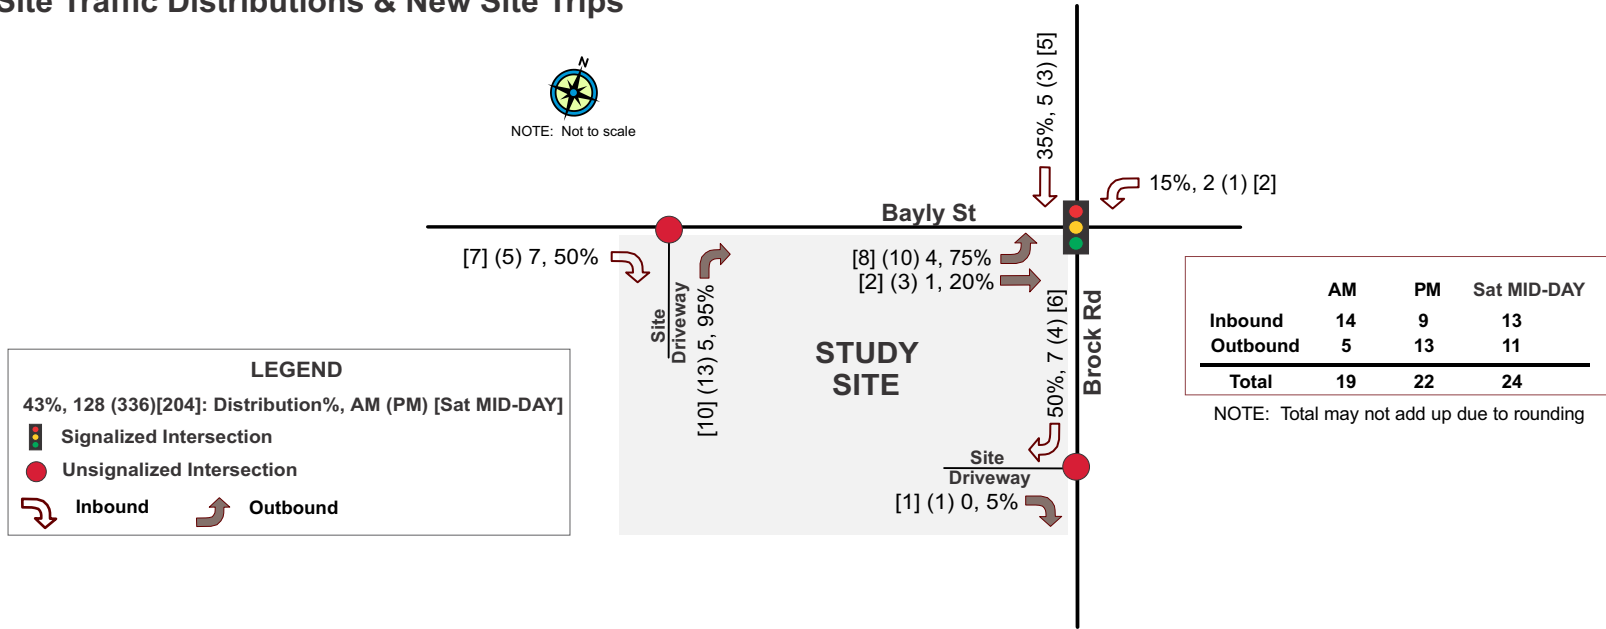 Site Traffic Distributions & New Site Trips
N
NOTE: Not to scale
35%, 5 (3) [5]
15%, 2 (1) [2]
Bayly St
[7] (5) 7, 50%
[8] (10) 4, 75%
[2] (3) 1, 20%
Site
Driveway
[10] (13) 5, 95%
STUDY
SITE
50%, 7 (4) [6]
Brock Rd
Site
Driveway
[1] (1) 0, 5%
AM PM Sat MID-DAY
Inbound 14 9 13
Outbound 5 13 11
Total 19 22 24
NOTE: Total may not add up due to rounding
LEGEND
43%, 128 (336)[204]: Distribution%, AM (PM) [Sat MID-DAY]
Signalized Intersection
Unsignalized Intersection
Inbound Outbound